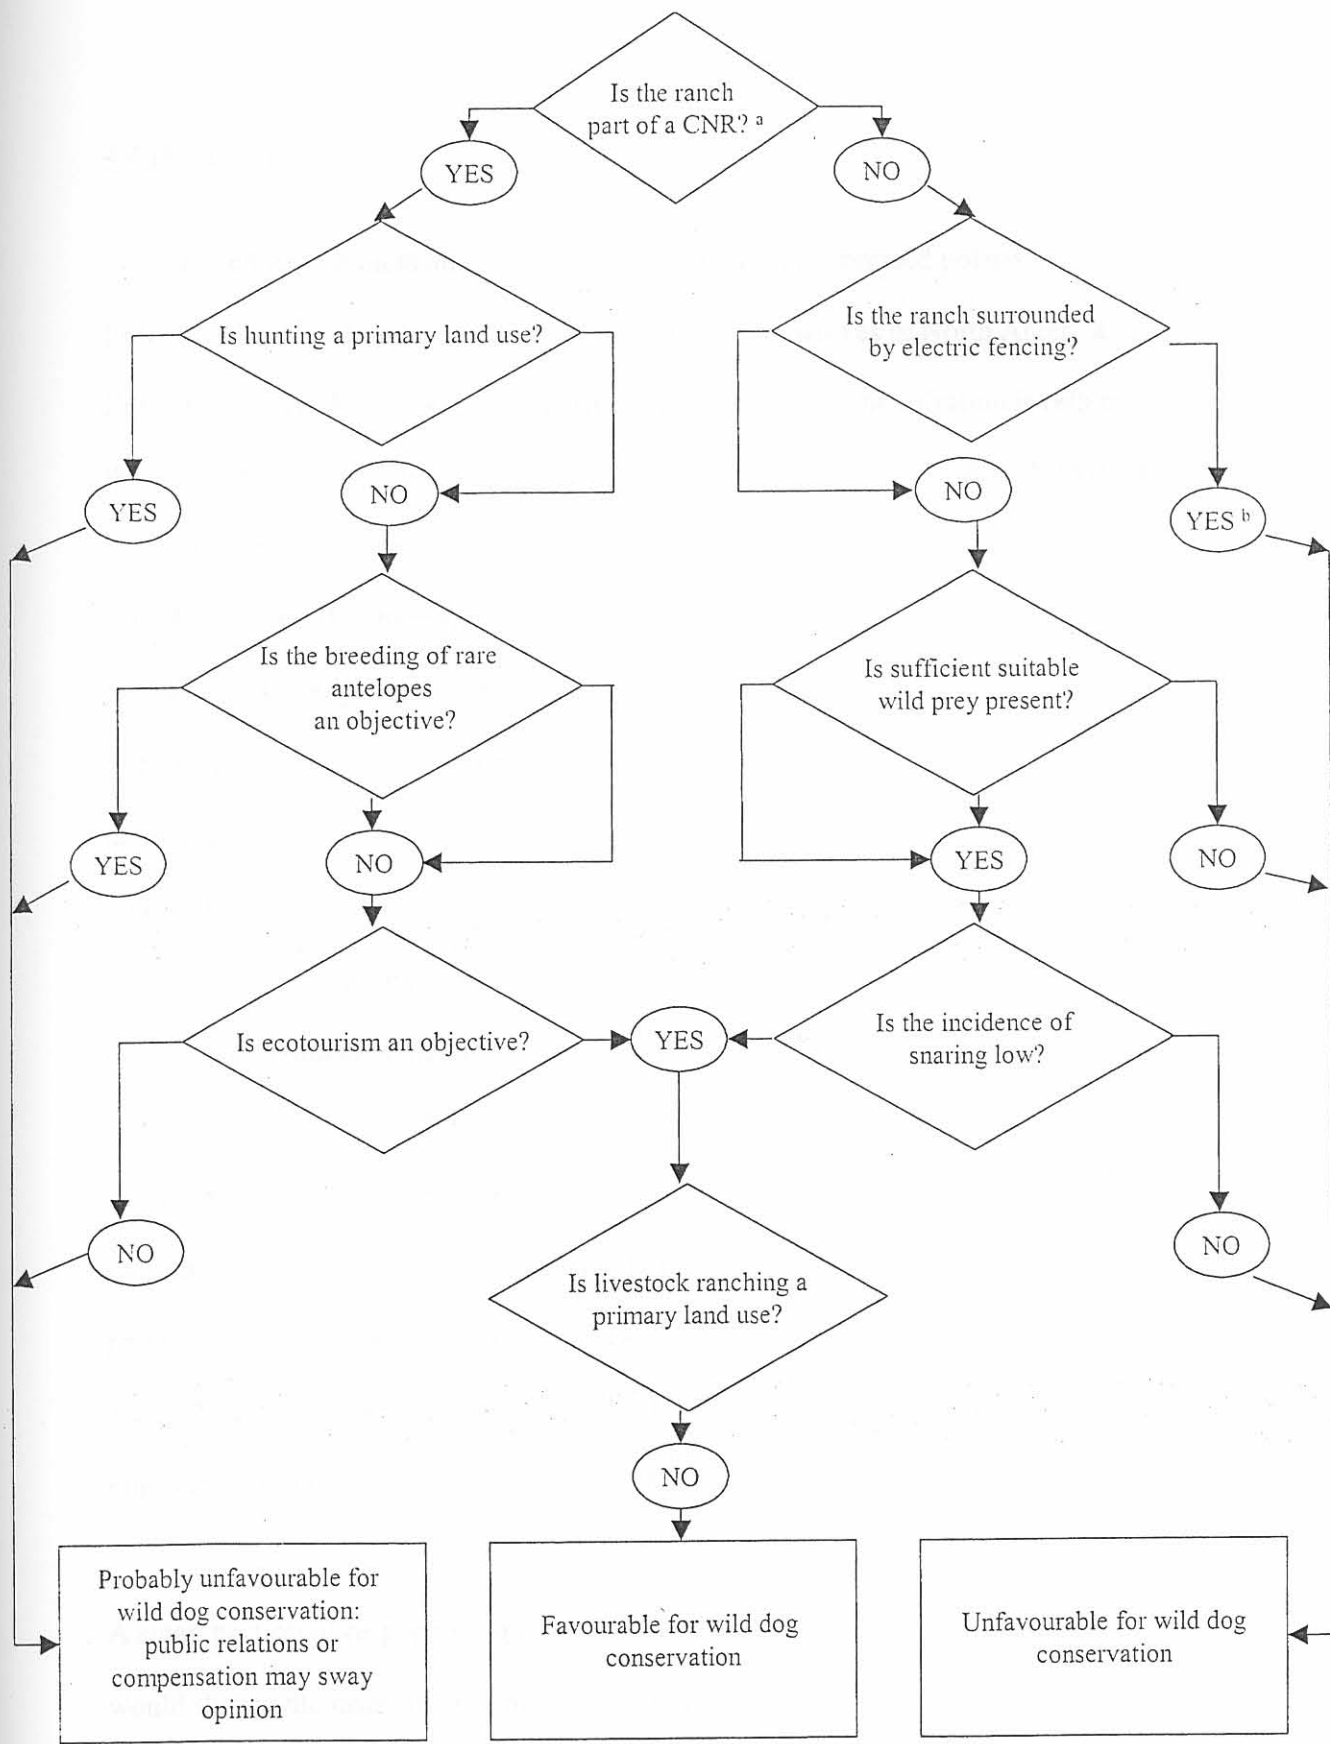 Is the ranch
part of a CNR? a
YES
NO
Is hunting a primary land use?
Is the ranch surrounded
by electric fencing?
YES
NO
NO
YES b
Is the breeding of rare
antelopes
an objective?
Is sufficient suitable
wild prey present?
YES
NO
YES
NO
Is ecotourism an objective?
YES
Is the incidence of
snaring low?
NO
NO
Is livestock ranching a
primary land use?
NO
Probably unfavourable for
wild dog conservation:
public relations or
compensation may sway
opinion
Favourable for wild dog
conservation
Unfavourable for wild dog
conservation